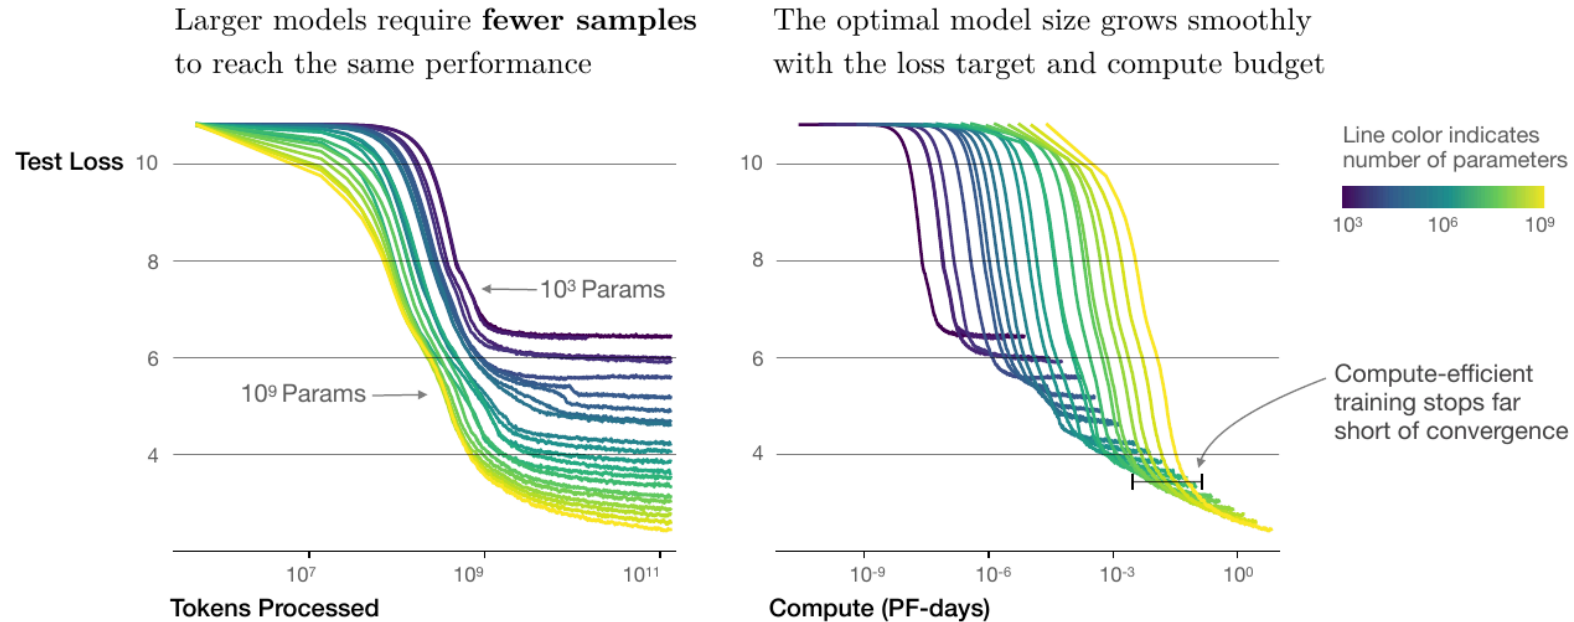 Larger models require fewer samples
to reach the same performance
The optimal model size grows smoothly
with the loss target and compute budget
Test Loss
10
8
6
4
10³ Params
10⁹ Params
10⁷
10⁹
10¹¹
Tokens Processed
10
8
6
4
10⁻⁹
10⁻⁶
10⁻³
10⁰
Compute (PF-days)
Line color indicates
number of parameters
10³
10⁶
10⁹
Compute-efficient
training stops far
short of convergence